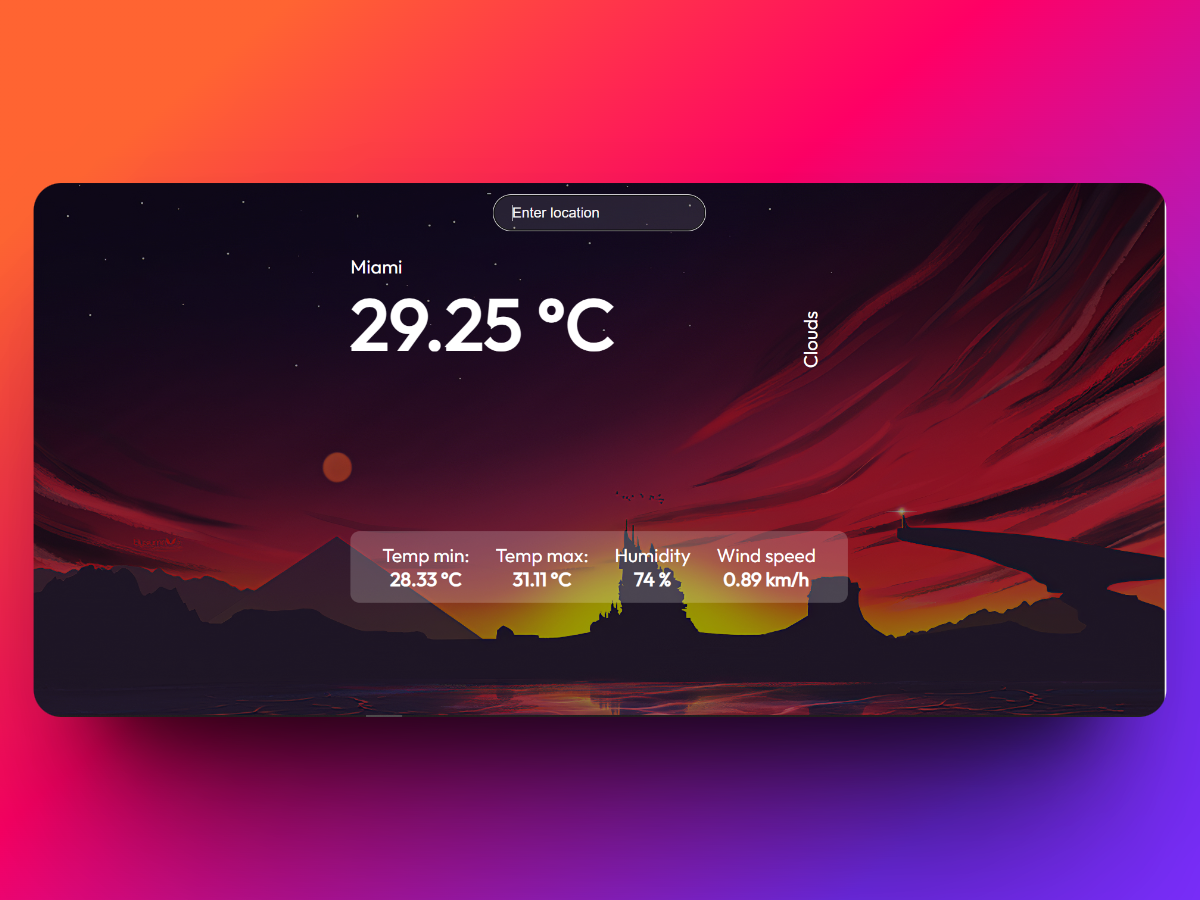 Enter location
Miami
29.25 °C
Clouds
Temp min: Temp max: Humidity Wind speed
28.33 °C 31.11 °C 74 % 0.89 km/h